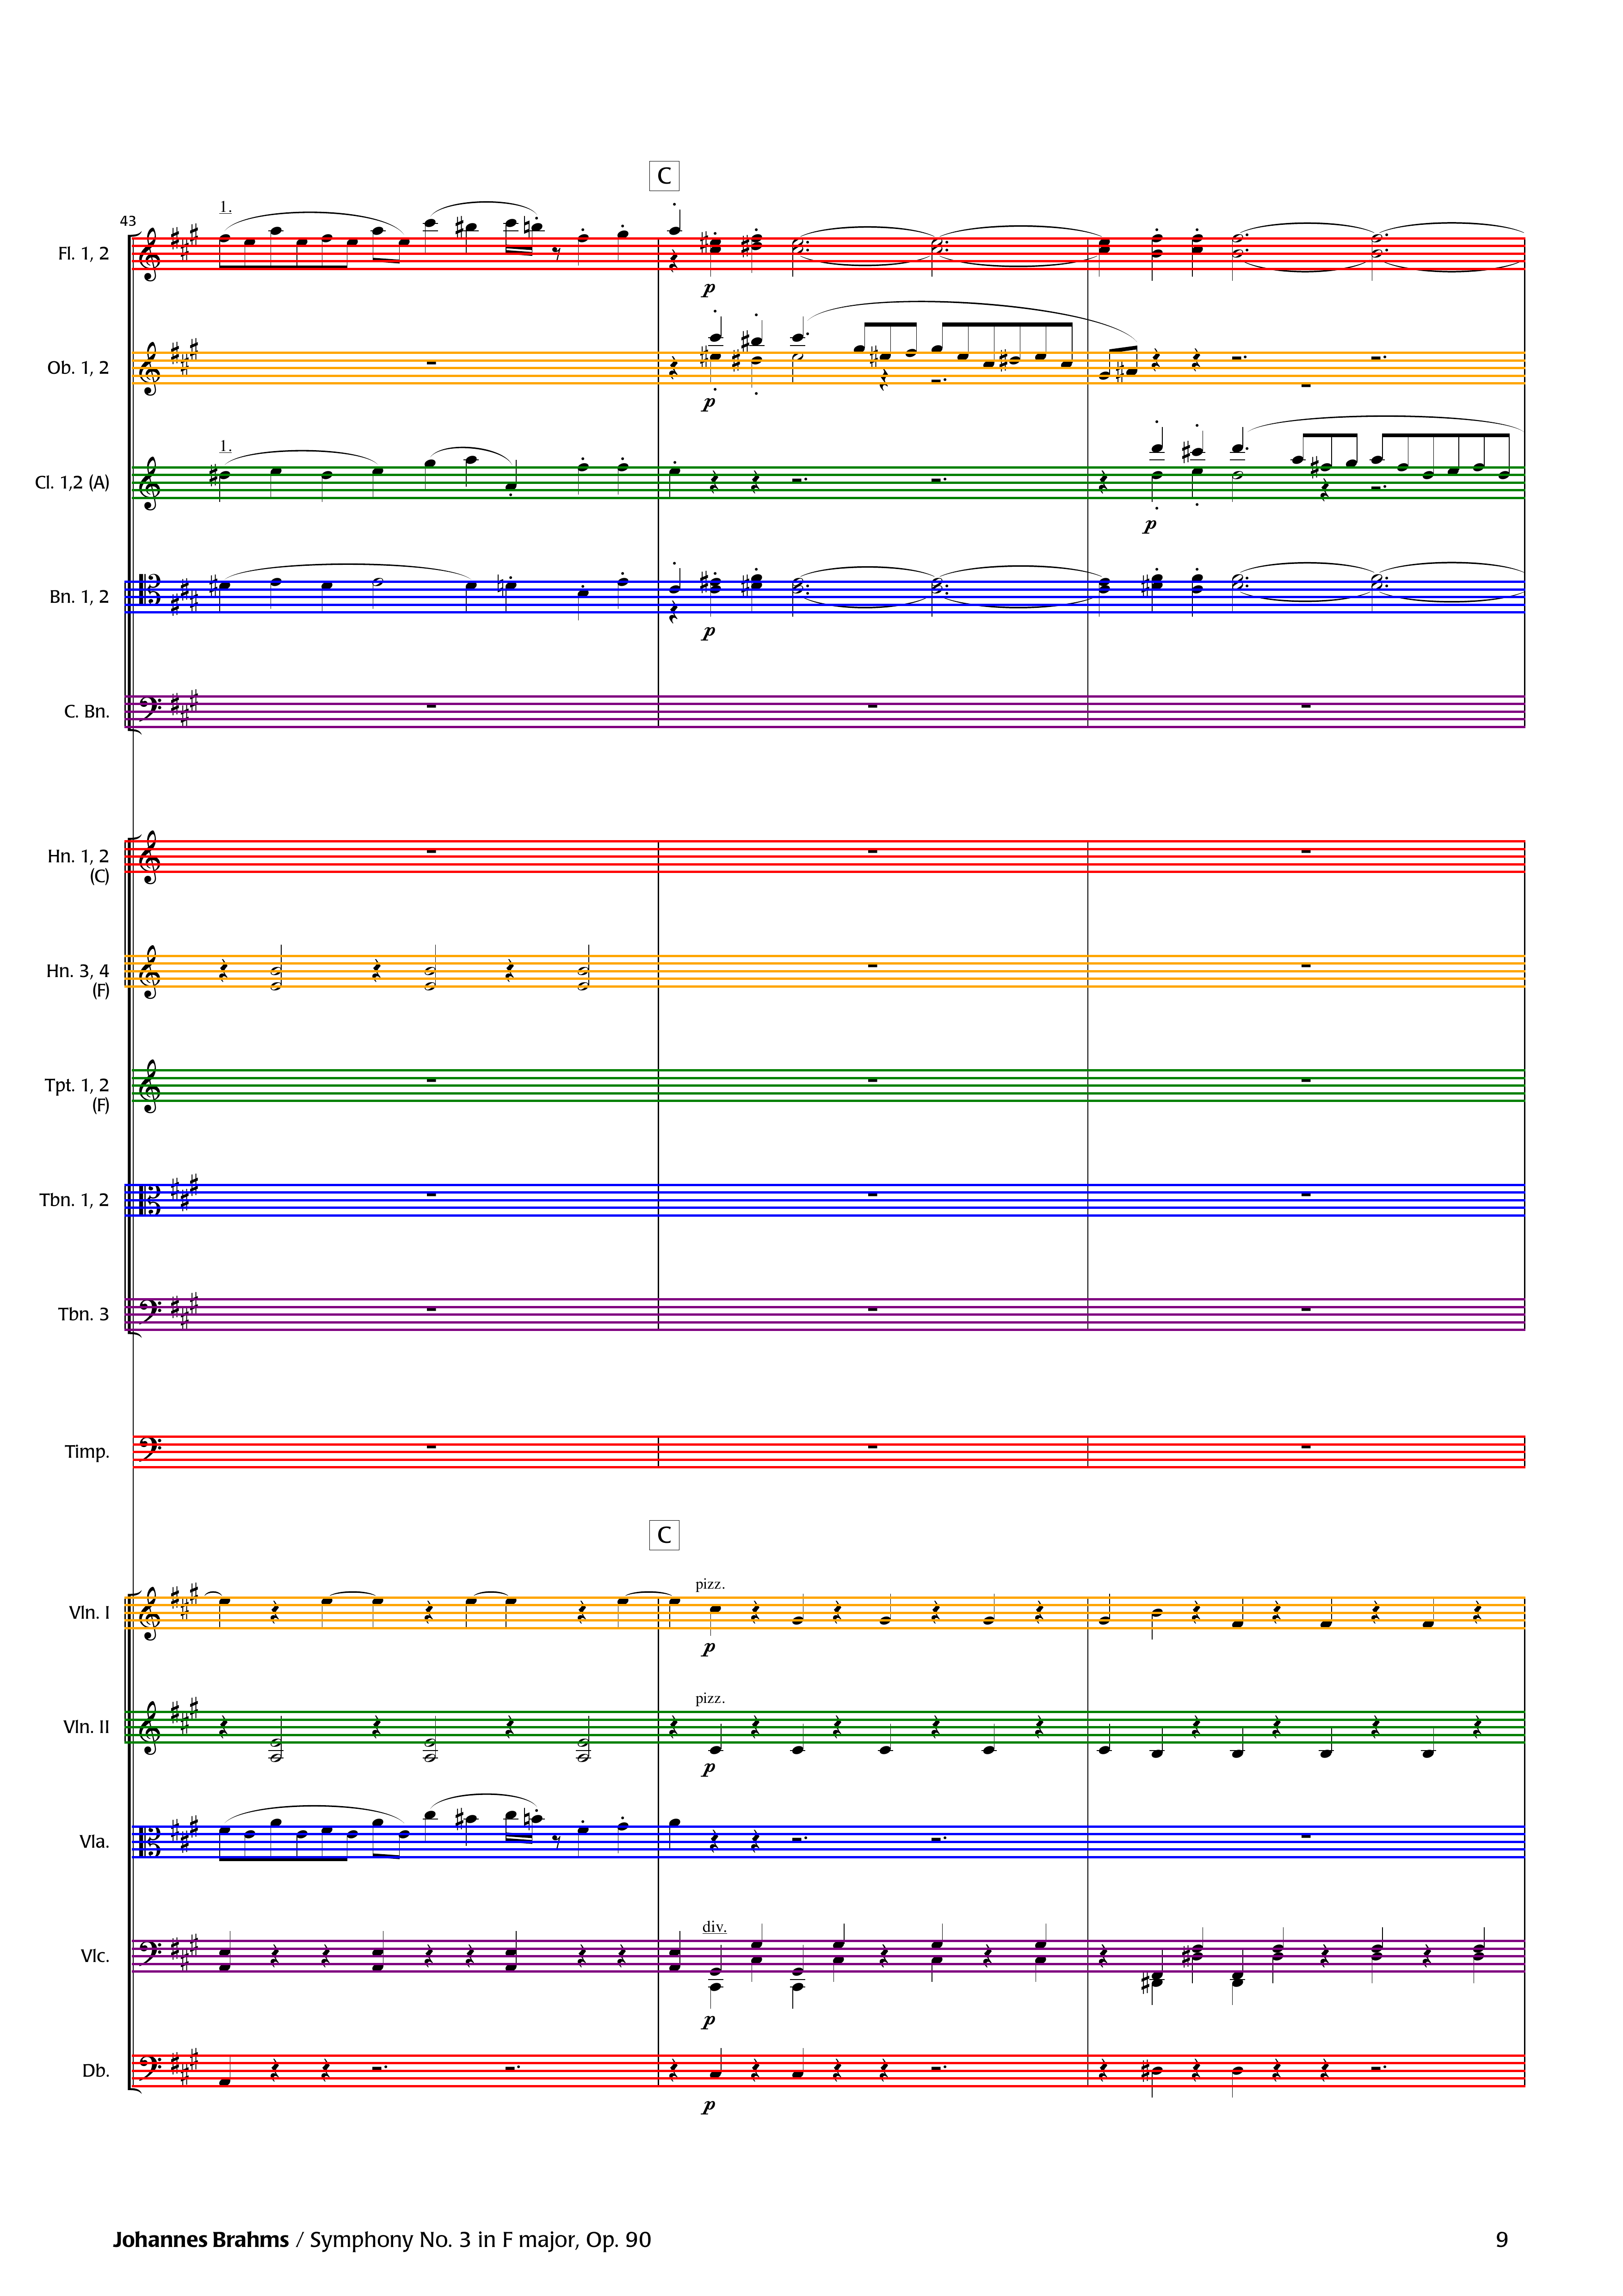 C
43
1.
Fl. 1, 2
p
Ob. 1, 2
p
1.
Cl. 1,2 (A)
p
Bn. 1, 2
p
C. Bn.
Hn. 1, 2
(C)
Hn. 3, 4
(F)
Tpt. 1, 2
(F)
Tbn. 1, 2
Tbn. 3
Timp.
C
pizz.
Vln. I
p
pizz.
Vln. II
p
Vla.
div.
Vlc.
p
Db.
p
Johannes Brahms / Symphony No. 3 in F major, Op. 90 9